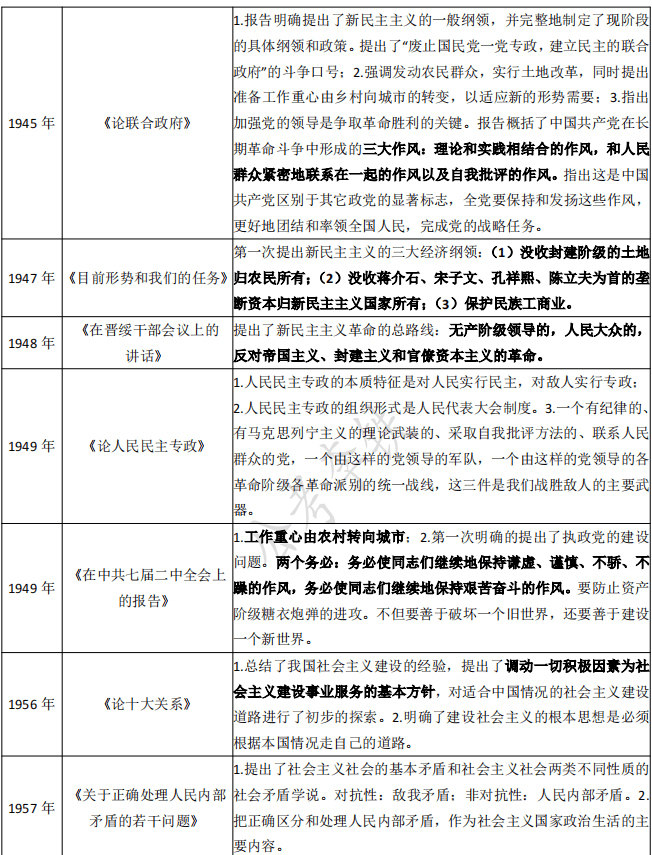 1945 年
《论联合政府》
1.报告明确提出了新民主主义的一般纲领，并完整地制定了现阶段
的具体纲领和政策。提出了“废止国民党一党专政，建立民主的联合
政府”的斗争口号；2.强调发动农民群众，实行土地改革，同时提出
准备工作重心由乡村向城市的转变，以适应新的形势需要；3.指出
加强党的领导是争取革命胜利的关键。报告概括了中国共产党在长
期革命斗争中形成的三大作风：理论和实践相结合的作风，和人民
群众紧密地联系在一起的作风以及自我批评的作风。指出这是中国
共产党区别于其它政党的显著标志，全党要保持和发扬这些作风，
更好地团结和率领全国人民，完成党的战略任务。
1947 年
《目前形势和我们的任务》
第一次提出新民主主义的三大经济纲领：（1）没收封建阶级的土地
归农民所有；（2）没收蒋介石、宋子文、孔祥熙、陈立夫为首的垄
断资本归新民主主义国家所有；（3）保护民族工商业。
1948 年
《在晋绥干部会议上的
讲话》
提出了新民主主义革命的总路线：无产阶级领导的，人民大众的，
反对帝国主义、封建主义和官僚资本主义的革命。
1949 年
《论人民民主专政》
1.人民民主专政的本质特征是对人民实行民主，对敌人实行专政；
2.人民民主专政的组织形式是人民代表大会制度。3.一个有纪律的、
有马克思列宁主义的理论武装的、采取自我批评方法的、联系人民
群众的党，一个由这样的党领导的军队，一个由这样的党领导的各
革命阶级各革命派别的统一战线，这三件是我们战胜敌人的主要武
器。
1949 年
《在中共七届二中全会上
的报告》
1.工作重心由农村转向城市；2.第一次明确的提出了执政党的建设
问题。两个务必：务必使同志们继续地保持谦虚、谨慎、不骄、不
躁的作风，务必使同志们继续地保持艰苦奋斗的作风。要防止资产
阶级糖衣炮弹的进攻。不但要善于破坏一个旧世界，还要善于建设
一个新世界。
1956 年
《论十大关系》
1.总结了我国社会主义建设的经验，提出了调动一切积极因素为社
会主义建设事业服务的基本方针，对适合中国情况的社会主义建设
道路进行了初步的探索。2.明确了建设社会主义的根本思想是必须
根据本国情况走自己的道路。
1957 年
《关于正确处理人民内部
矛盾的若干问题》
1.提出了社会主义社会的基本矛盾和社会主义社会两类不同性质的
社会矛盾学说。对抗性：敌我矛盾；非对抗性：人民内部矛盾。2.
把正确区分和处理人民内部矛盾，作为社会主义国家政治生活的主
要内容。